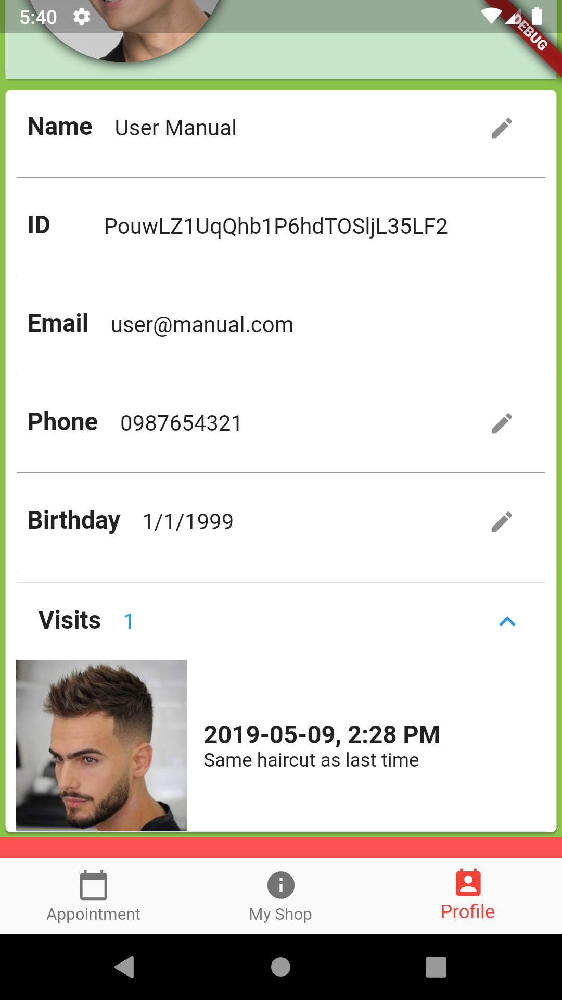 5:40
DEBUG
Name User Manual
ID PouwLZ1UqQhb1P6hdTOSljL35LF2
Email user@manual.com
Phone 0987654321
Birthday 1/1/1999
Visits 1
2019-05-09, 2:28 PM
Same haircut as last time
Appointment My Shop Profile